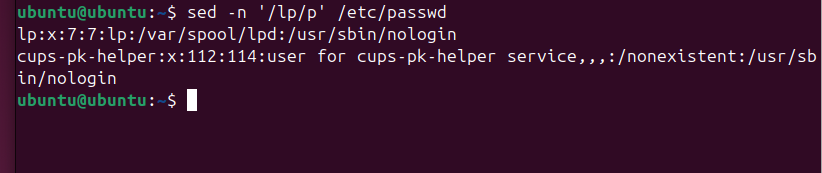 ubuntu@ubuntu:~$ sed -n '/lp/p' /etc/passwd
lp:x:7:7:lp:/var/spool/lpd:/usr/sbin/nologin
cups-pk-helper:x:112:114:user for cups-pk-helper service,,,:/nonexistent:/usr/sb
in/nologin
ubuntu@ubuntu:~$